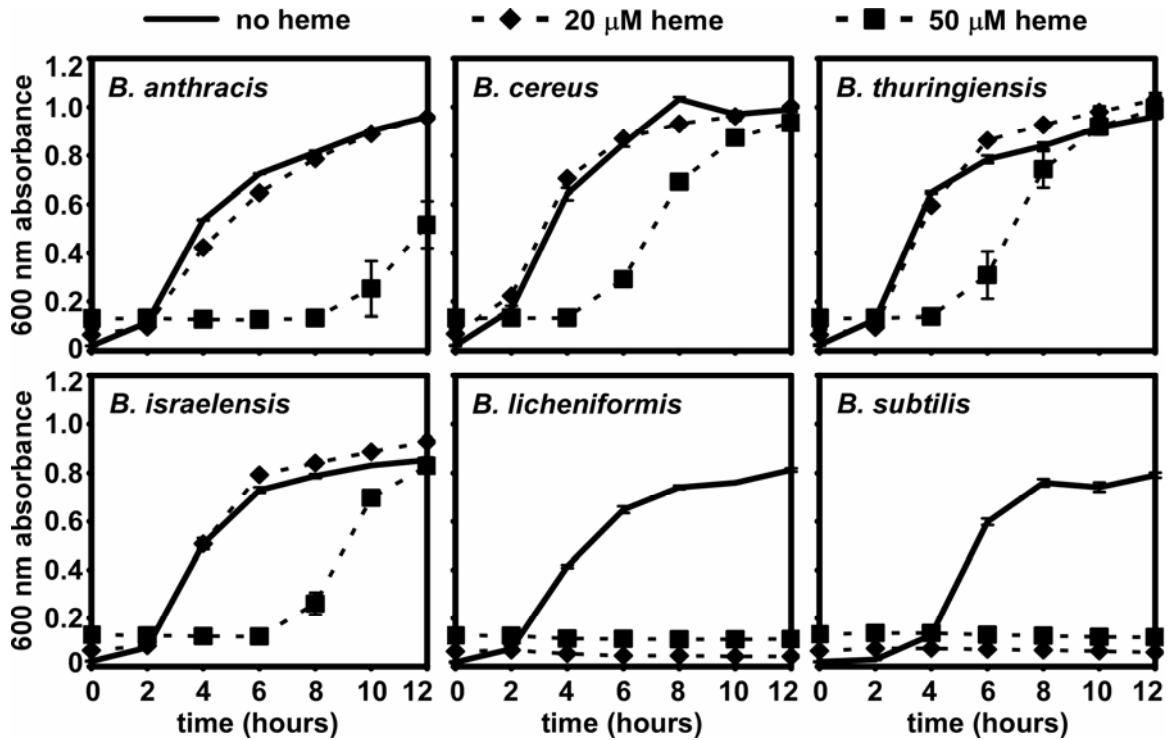 no heme 20 μM heme 50 μM heme
600 nm absorbance
1.2
1.0
0.8
0.6
0.4
0.2
0
B. anthracis
B. cereus
B. thuringiensis
600 nm absorbance
1.2
1.0
0.8
0.6
0.4
0.2
0
B. israelensis
B. licheniformis
B. subtilis
0 2 4 6 8 10 12 0 2 4 6 8 10 12 0 2 4 6 8 10 12
time (hours) time (hours) time (hours)